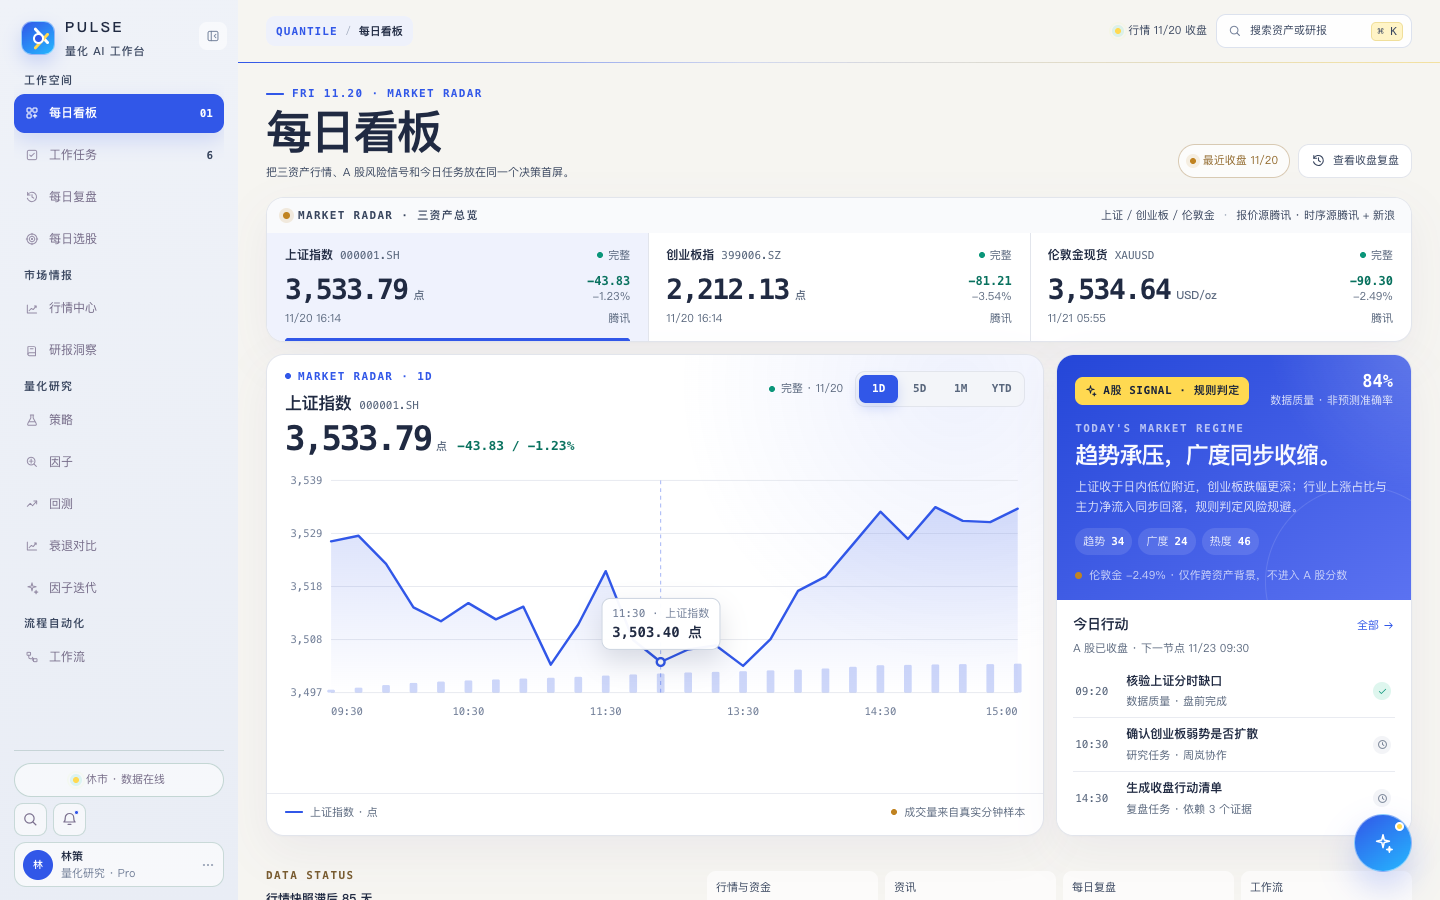 PULSE
量化 AI 工作台
工作空间
每日看板 01
工作任务 6
每日复盘
每日选股
市场情报
行情中心
研报洞察
量化研究
策略
因子
回测
衰退对比
因子迭代
流程自动化
工作流
休市 · 数据在线
林
林策
量化研究 · Pro
QUANTILE / 每日看板
行情 11/20 收盘
搜索资产或研报 ⌘ K
FRI 11.20 · MARKET RADAR
每日看板
把三资产行情、A 股风险信号和今日任务放在同一个决策首屏。
最近收盘 11/20
查看收盘复盘
MARKET RADAR · 三资产总览
上证 / 创业板 / 伦敦金 · 报价源腾讯 · 时序源腾讯 + 新浪
上证指数 000001.SH 完整
3,533.79 点 −43.83
−1.23%
11/20 16:14 腾讯
创业板指 399006.SZ 完整
2,212.13 点 −81.21
−3.54%
11/20 16:14 腾讯
伦敦金现货 XAUUSD 完整
3,534.64 USD/oz −90.30
−2.49%
11/21 05:55 腾讯
MARKET RADAR · 1D
上证指数 000001.SH
3,533.79 点 −43.83 / −1.23%
完整 · 11/20
1D 5D 1M YTD
3,539
3,529
3,518
3,508
3,497
11:30 · 上证指数
3,503.40 点
09:30 10:30 11:30 13:30 14:30 15:00
上证指数 · 点
成交量来自真实分钟样本
A股 SIGNAL · 规则判定
84%
数据质量 · 非预测准确率
TODAY'S MARKET REGIME
趋势承压，广度同步收缩。
上证收于日内低位附近，创业板跌幅更深；行业上涨占比与
主力净流入同步回落，规则判定风险规避。
趋势 34 广度 24 热度 46
伦敦金 −2.49% · 仅作跨资产背景，不进入 A 股分数
今日行动 全部 →
A 股已收盘 · 下一节点 11/23 09:30
09:20 核验上证分时缺口
数据质量 · 盘前完成
10:30 确认创业板弱势是否扩散
研究任务 · 周岚协作
14:30 生成收盘行动清单
复盘任务 · 依赖 3 个证据
DATA STATUS
行情快照滞后 85 天
行情与资金
资讯
每日复盘
工作流